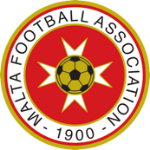 MALTA FOOTBALL ASSOCIATION
- 1900 -